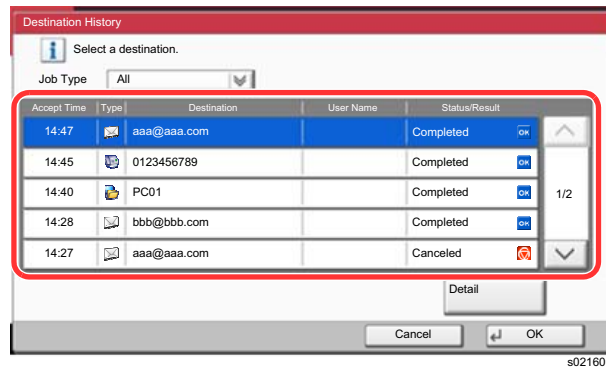 Destination History
i Select a destination.
Job Type All
Accept Time Type Destination User Name Status/Result
14:47 aaa@aaa.com Completed OK
14:45 0123456789 Completed OK
14:40 PC01 Completed OK
1/2
14:28 bbb@bbb.com Completed OK
14:27 aaa@aaa.com Canceled
Detail
Cancel OK
s02160